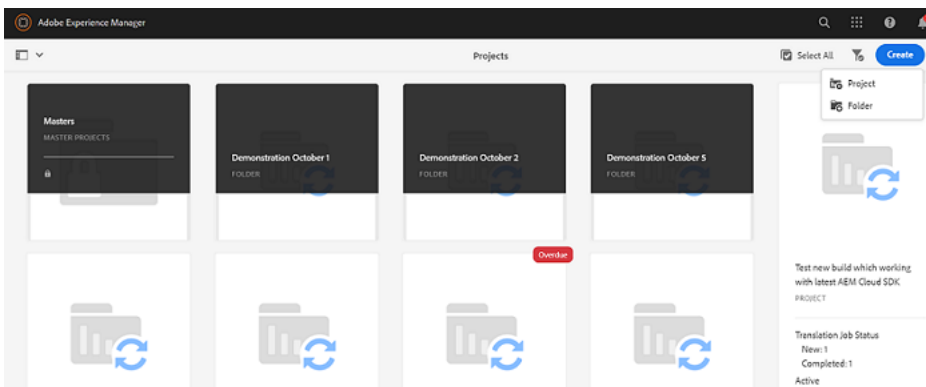 Adobe Experience Manager
Projects
Select All
Create
Project
Folder
Masters
MASTER PROJECTS
Demonstration October 1
FOLDER
Demonstration October 2
FOLDER
Demonstration October 5
FOLDER
Overdue
Test new build which working
with latest AEM Cloud SDK
PROJECT
Translation Job Status
New: 1
Completed: 1
Active